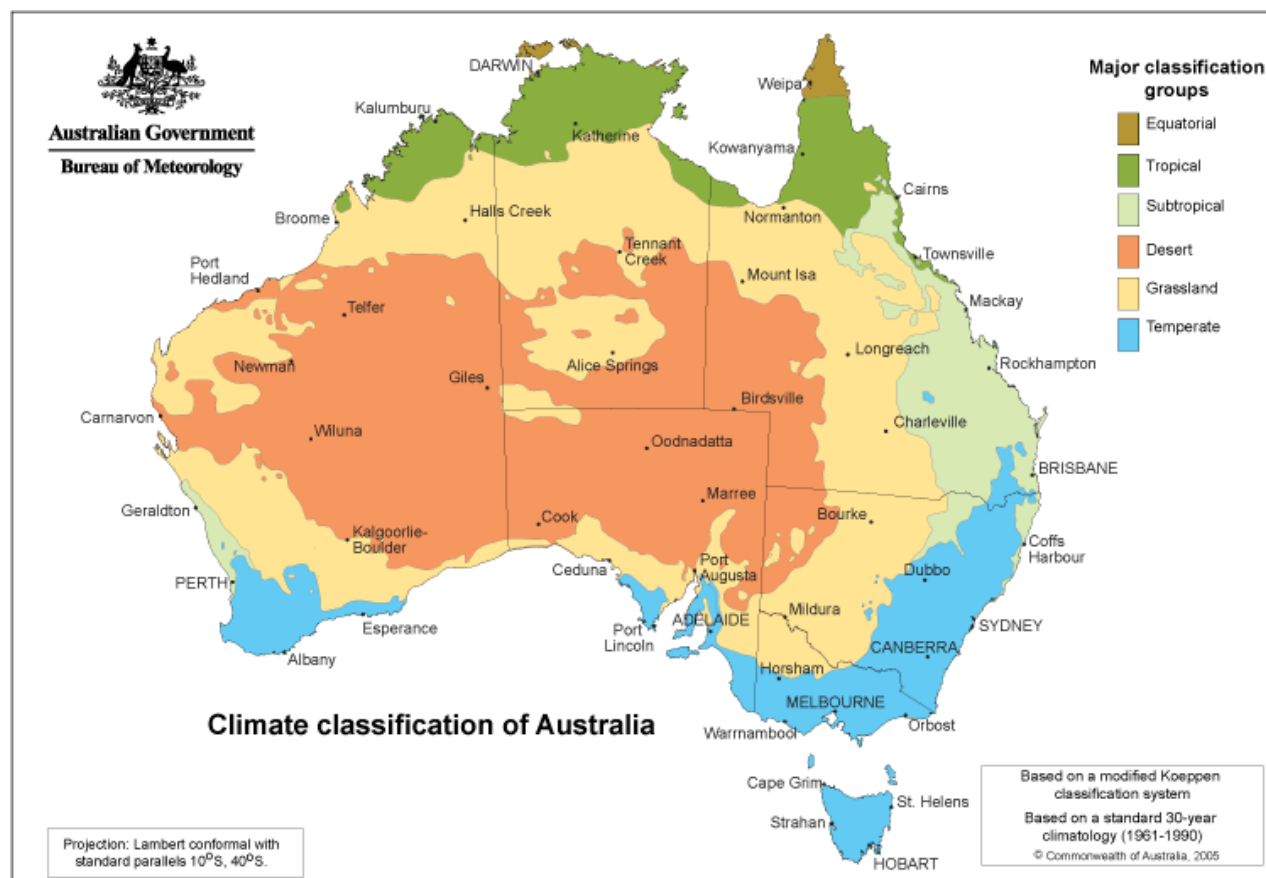 Australian Government
Bureau of Meteorology
DARWIN
Weipa
Major classification
groups
Equatorial
Tropical
Subtropical
Desert
Grassland
Temperate
Kalumburu
Katherine
Kowanyama
Cairns
Broome
Halls Creek
Normanton
Tennant
Creek
Townsville
Port
Hedland
Mount Isa
Mackay
Telfer
Longreach
Rockhampton
Newman
Alice Springs
Giles
Birdsville
Carnarvon
Charleville
Wiluna
Oodnadatta
BRISBANE
Marree
Geraldton
Cook
Bourke
Kalgoorlie-
Boulder
Coffs
Harbour
Ceduna
Port
Augusta
Dubbo
PERTH
Mildura
ADELAIDE
SYDNEY
Esperance
Port
Lincoln
CANBERRA
Albany
Horsham
MELBOURNE
Climate classification of Australia
Warrnambool
Orbost
Cape Grim
St. Helens
Strahan
HOBART
Based on a modified Koeppen
classification system
Based on a standard 30-year
climatology (1961-1990)
© Commonwealth of Australia, 2005
Projection: Lambert conformal with
standard parallels 10°S, 40°S.